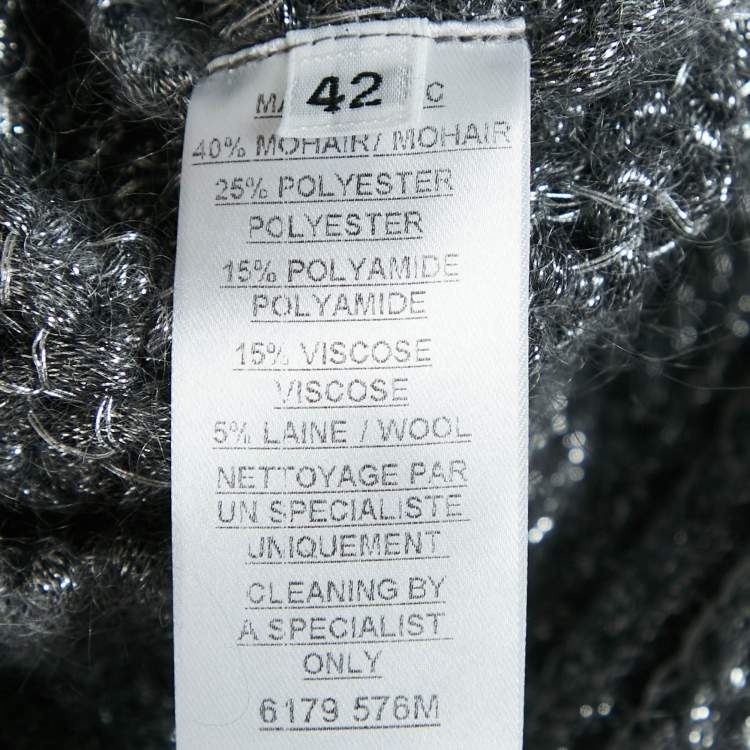 42
40% MOHAIR / MOHAIR
25% POLYESTER
POLYESTER
15% POLYAMIDE
POLYAMIDE
15% VISCOSE
VISCOSE
5% LAINE / WOOL
NETTOYAGE PAR
UN SPECIALISTE
UNIQUEMENT
CLEANING BY
A SPECIALIST
ONLY
6179 576M